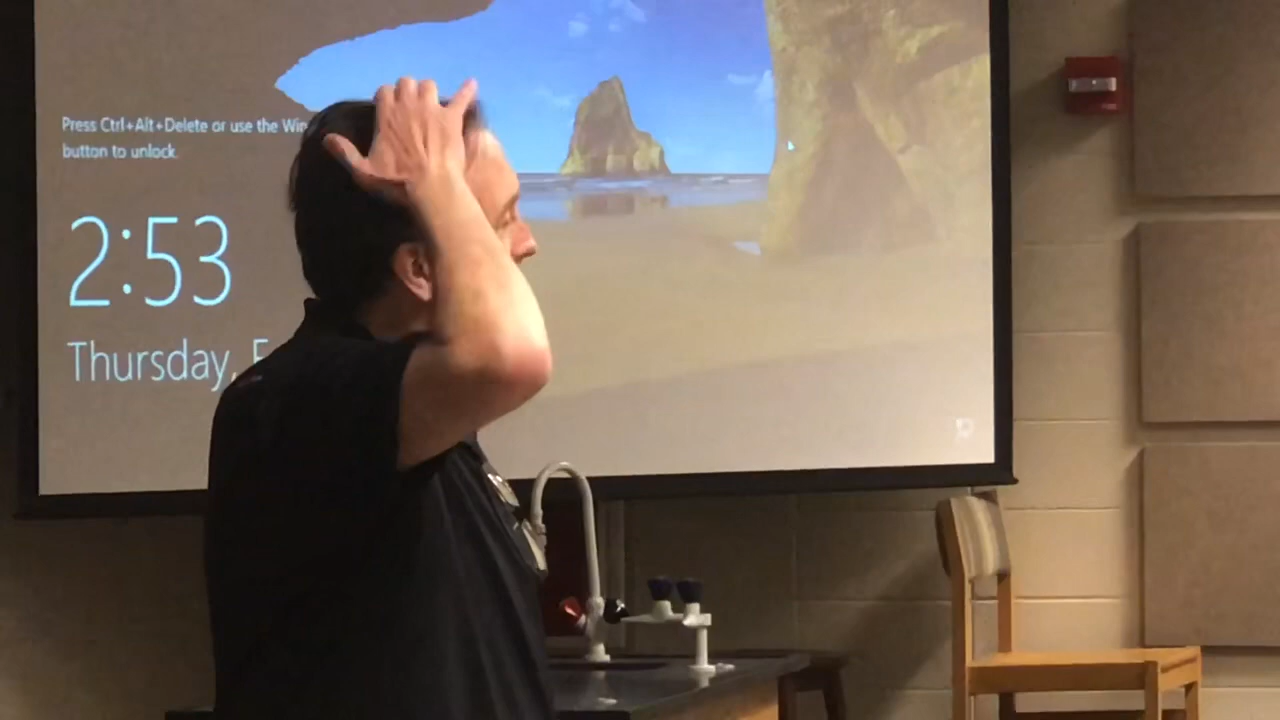 Press Ctrl+Alt+Delete or use the
button to unlock.
2:53
Thursday,